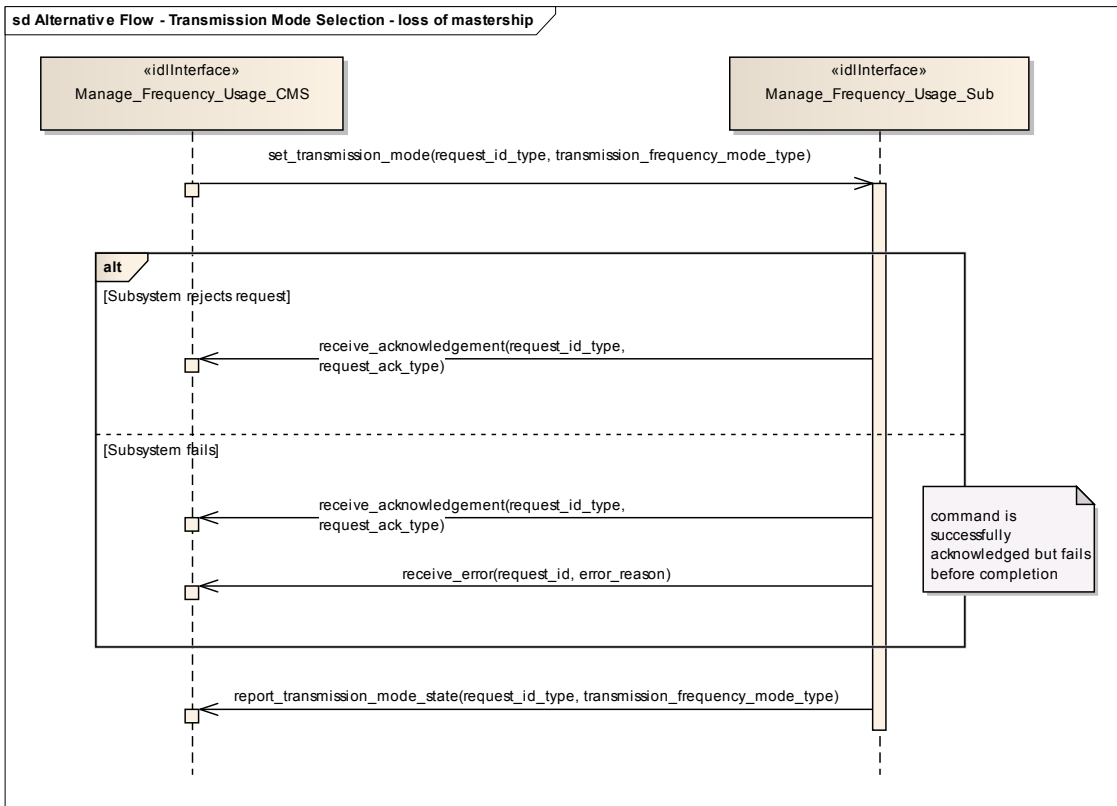 sd Alternative Flow - Transmission Mode Selection - loss of mastership
«idlInterface»
Manage_Frequency_Usage_CMS
«idlInterface»
Manage_Frequency_Usage_Sub
set_transmission_mode(request_id_type, transmission_frequency_mode_type)
alt
[Subsystem rejects request]
receive_acknowledgement(request_id_type,
request_ack_type)
[Subsystem fails]
receive_acknowledgement(request_id_type,
request_ack_type)
command is
successfully
acknowledged but fails
before completion
receive_error(request_id, error_reason)
report_transmission_mode_state(request_id_type, transmission_frequency_mode_type)